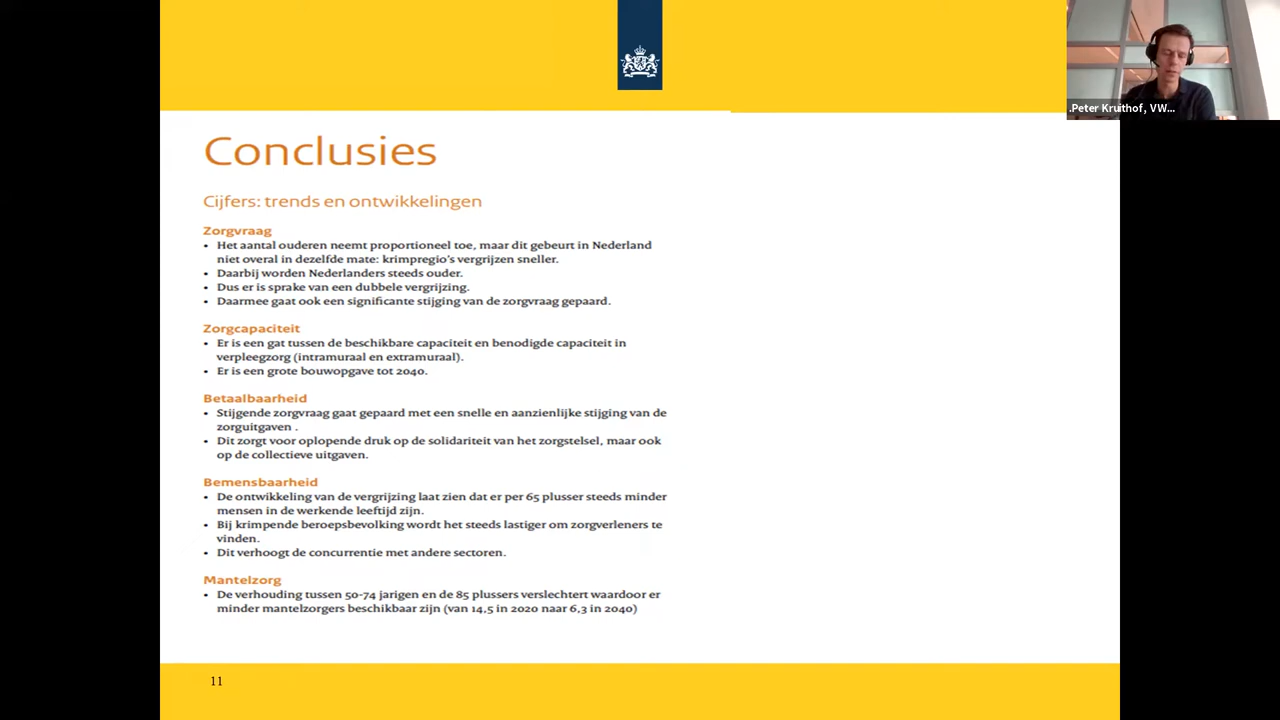 .Peter Kruithof, VW...
Conclusies
Cijfers: trends en ontwikkelingen
Zorgvraag
• Het aantal ouderen neemt proportioneel toe, maar dit gebeurt in Nederland
niet overal in dezelfde mate: krimpregio's vergrijzen sneller.
• Daarbij worden Nederlanders steeds ouder.
• Dus er is sprake van een dubbele vergrijzing.
• Daarmee gaat ook een significante stijging van de zorgvraag gepaard.
Zorgcapaciteit
• Er is een gat tussen de beschikbare capaciteit en benodigde capaciteit in
verpleegzorg (intramuraal en extramuraal).
• Er is een grote bouwopgave tot 2040.
Betaalbaarheid
• Stijgende zorgvraag gaat gepaard met een snelle en aanzienlijke stijging van de
zorguitgaven .
• Dit zorgt voor oplopende druk op de solidariteit van het zorgstelsel, maar ook
op de collectieve uitgaven.
Bemensbaarheid
• De ontwikkeling van de vergrijzing laat zien dat er per 65 plusser steeds minder
mensen in de werkende leeftijd zijn.
• Bij krimpende beroepsbevolking wordt het steeds lastiger om zorgverleners te
vinden.
• Dit verhoogt de concurrentie met andere sectoren.
Mantelzorg
• De verhouding tussen 50-74 jarigen en de 85 plussers verslechtert waardoor er
minder mantelzorgers beschikbaar zijn (van 14,5 in 2020 naar 6,3 in 2040)
11